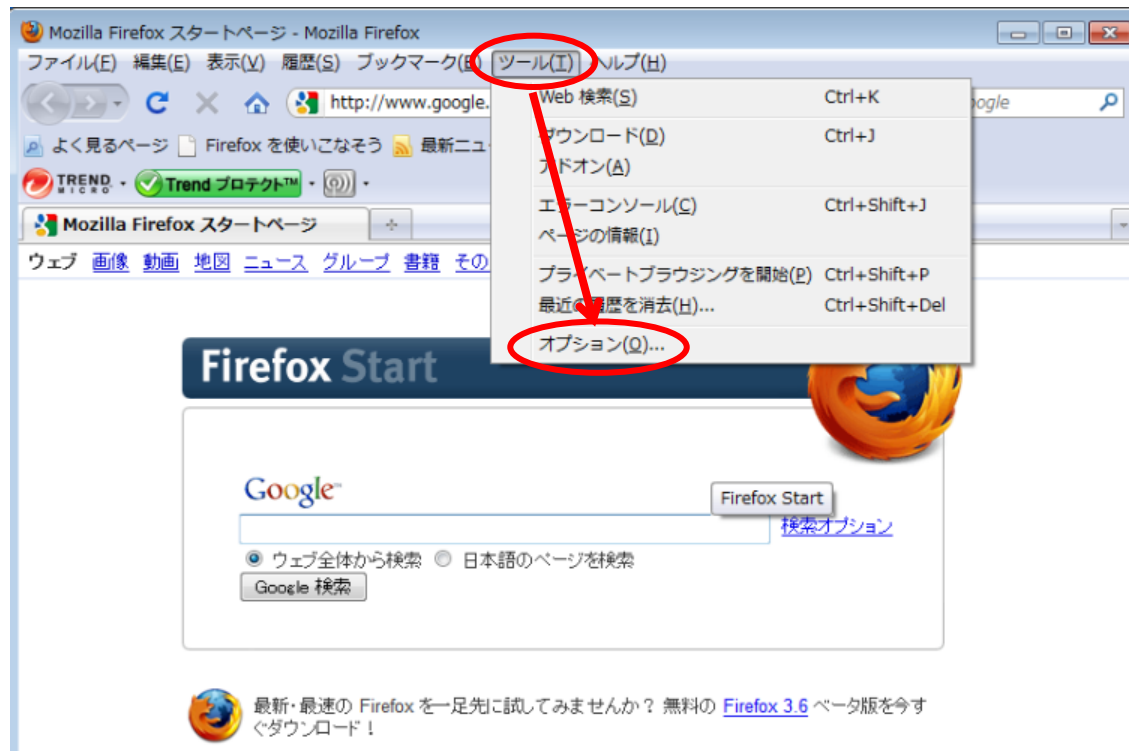 Mozilla Firefox スタートページ - Mozilla Firefox
ファイル(F) 編集(E) 表示(V) 履歴(S) ブックマーク(B) ツール(T) ヘルプ(H)
http://www.google.
ogle
Web 検索(S) Ctrl+K
ダウンロード(D) Ctrl+J
アドオン(A)
エラーコンソール(C) Ctrl+Shift+J
ページの情報(I)
プライベートブラウジングを開始(P) Ctrl+Shift+P
最近の履歴を消去(H)... Ctrl+Shift+Del
オプション(O)...
よく見るページ Firefox を使いこなそう 最新ニュ
TREND MICRO Trend プロテクト™
Mozilla Firefox スタートページ
ウェブ 画像 動画 地図 ニュース グループ 書籍 その
Firefox Start
Google™
Firefox Start
検索オプション
ウェブ全体から検索 日本語のページを検索
Google 検索
最新・最速の Firefox を一足先に試してみませんか? 無料の Firefox 3.6 ベータ版を今す
ぐダウンロード!